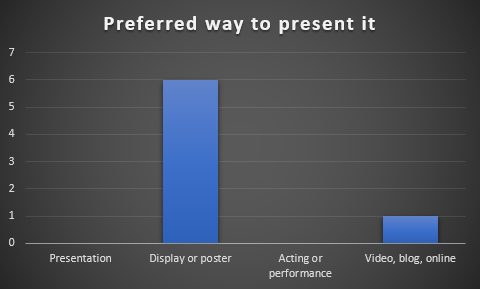 Preferred way to present it
7
6
5
4
3
2
1
0
Presentation
Display or poster
Acting or
performance
Video, blog, online